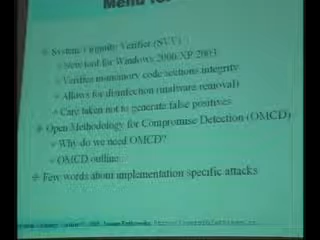 Menu for
System Integrity Verifier (SVV)
New tool for Windows 2000/XP/2003
Verifies in-memory code sections integrity
Allows for disinfection (malware removal)
Care taken not to generate false positives
Open Methodology for Compromise Detection (OMCD)
Why do we need OMCD?
OMCD outline
Few words about implementation specific attacks